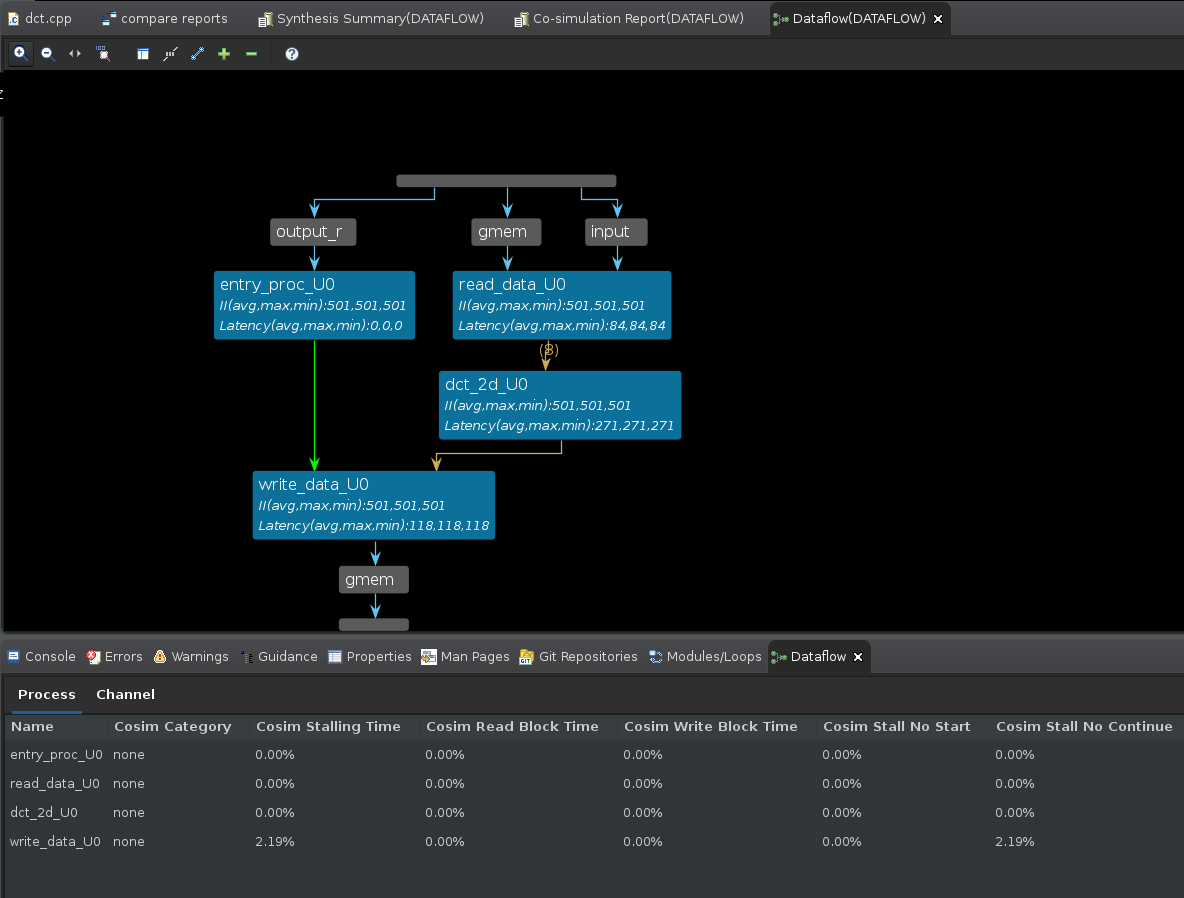 dct.cpp compare reports Synthesis Summary(DATAFLOW) Co-simulation Report(DATAFLOW) Dataflow(DATAFLOW)
output_r gmem input
entry_proc_U0
II(avg,max,min):501,501,501
Latency(avg,max,min):0,0,0
read_data_U0
II(avg,max,min):501,501,501
Latency(avg,max,min):84,84,84
dct_2d_U0
II(avg,max,min):501,501,501
Latency(avg,max,min):271,271,271
write_data_U0
II(avg,max,min):501,501,501
Latency(avg,max,min):118,118,118
gmem
Console Errors Warnings Guidance Properties Man Pages Git Repositories Modules/Loops Dataflow
Process Channel
Name Cosim Category Cosim Stalling Time Cosim Read Block Time Cosim Write Block Time Cosim Stall No Start Cosim Stall No Continue
entry_proc_U0 none 0.00% 0.00% 0.00% 0.00% 0.00%
read_data_U0 none 0.00% 0.00% 0.00% 0.00% 0.00%
dct_2d_U0 none 0.00% 0.00% 0.00% 0.00% 0.00%
write_data_U0 none 2.19% 0.00% 0.00% 0.00% 2.19%